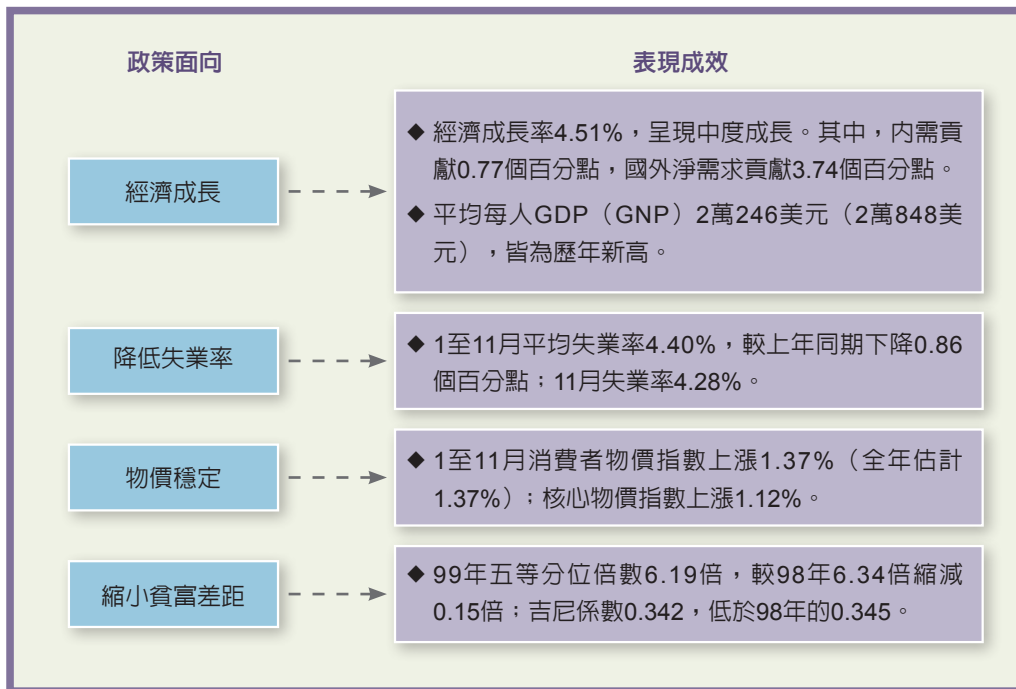 政策面向
表現成效
經濟成長
◆ 經濟成長率4.51%，呈現中度成長。其中，內需貢
獻0.77個百分點，國外淨需求貢獻3.74個百分點。
◆ 平均每人GDP（GNP）2萬246美元（2萬848美
元），皆為歷年新高。
降低失業率
◆ 1至11月平均失業率4.40%，較上年同期下降0.86
個百分點；11月失業率4.28%。
物價穩定
◆ 1至11月消費者物價指數上漲1.37%（全年估計
1.37%）；核心物價指數上漲1.12%。
縮小貧富差距
◆ 99年五等分位倍數6.19倍，較98年6.34倍縮減
0.15倍；吉尼係數0.342，低於98年的0.345。